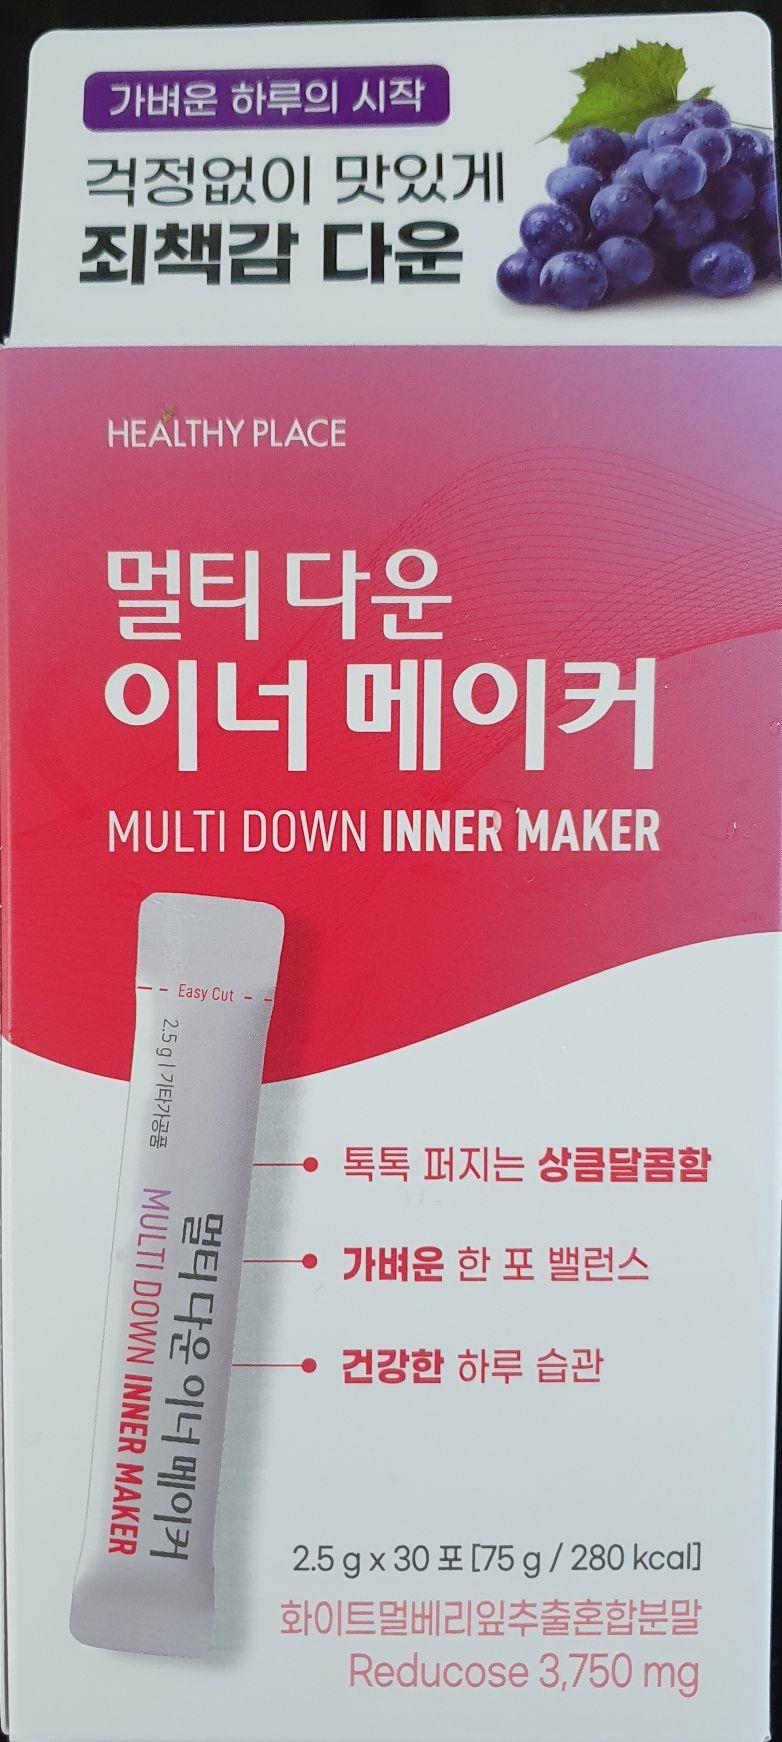 가벼운 하루의 시작
걱정없이 맛있게
죄책감 다운
HEALTHY PLACE
멀티 다운
이너 메이커
MULTI DOWN INNER MAKER
Easy Cut
2.5 g | 기타가공품
멀티 다운 이너 메이커
MULTI DOWN INNER MAKER
톡톡 퍼지는 상큼달콤함
가벼운 한 포 밸런스
건강한 하루 습관
2.5 g x 30 포 [75 g / 280 kcal]
화이트멀베리잎추출혼합분말
Reducose 3,750 mg